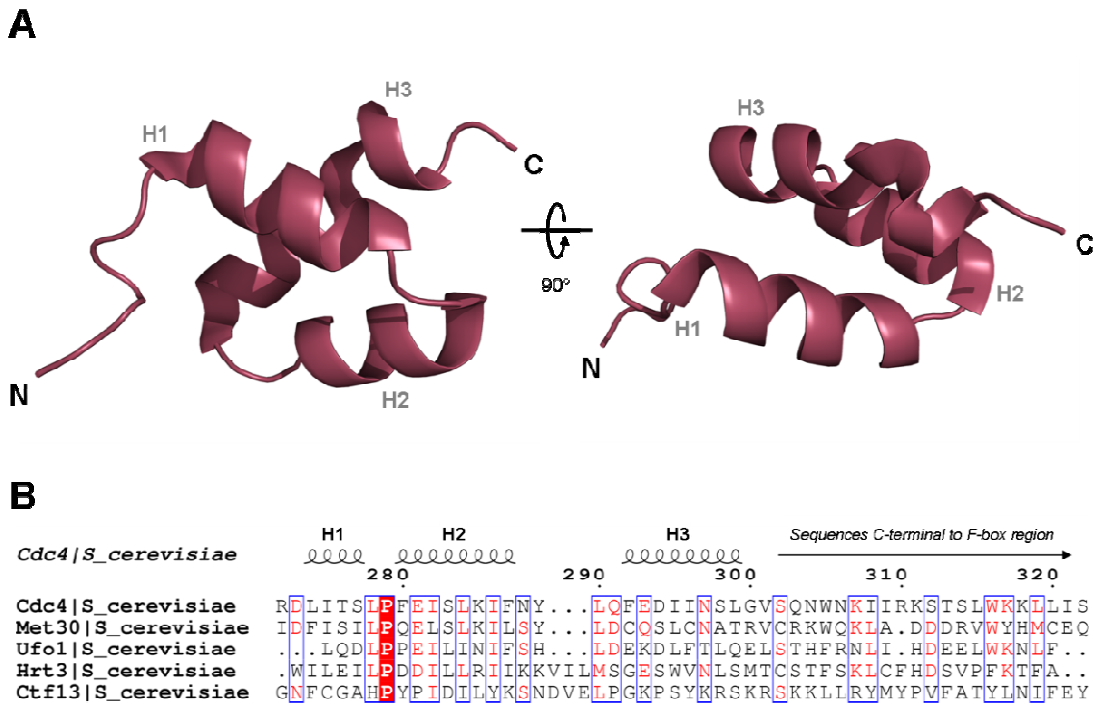 A
H1
H3
C
N
H2
90°
H3
C
H2
H1
N
B
H1 H2 H3 Sequences C-terminal to F-box region
Cdc4|S_cerevisiae
280 290 300 310 320
Cdc4|S_cerevisiae RDLITSLPFEISLKIFNY...LQFEDIINSLGVSQNWNKIIRKSTSLWKKLLIS
Met30|S_cerevisiae IDFISILPQELSLKILSY...LDCQSLCNATRVCRKWQKLA.DDDRVWYHMCEQ
Ufo1|S_cerevisiae ..LQDLPPEILINIFSH...LDEKDLFTLQELSTHFRNLI.HDEELWKNLF..
Hrt3|S_cerevisiae .WILEILPDDILLRIIKKVILMSGESWVNLSMTCSTFSKLCFHDSVPFKTFA..
Ctf13|S_cerevisiae GNFCGAHPYPIDILYKSNDVELPGKPSYKRSKRSKKLLRYMYPVFATYLNIFEY